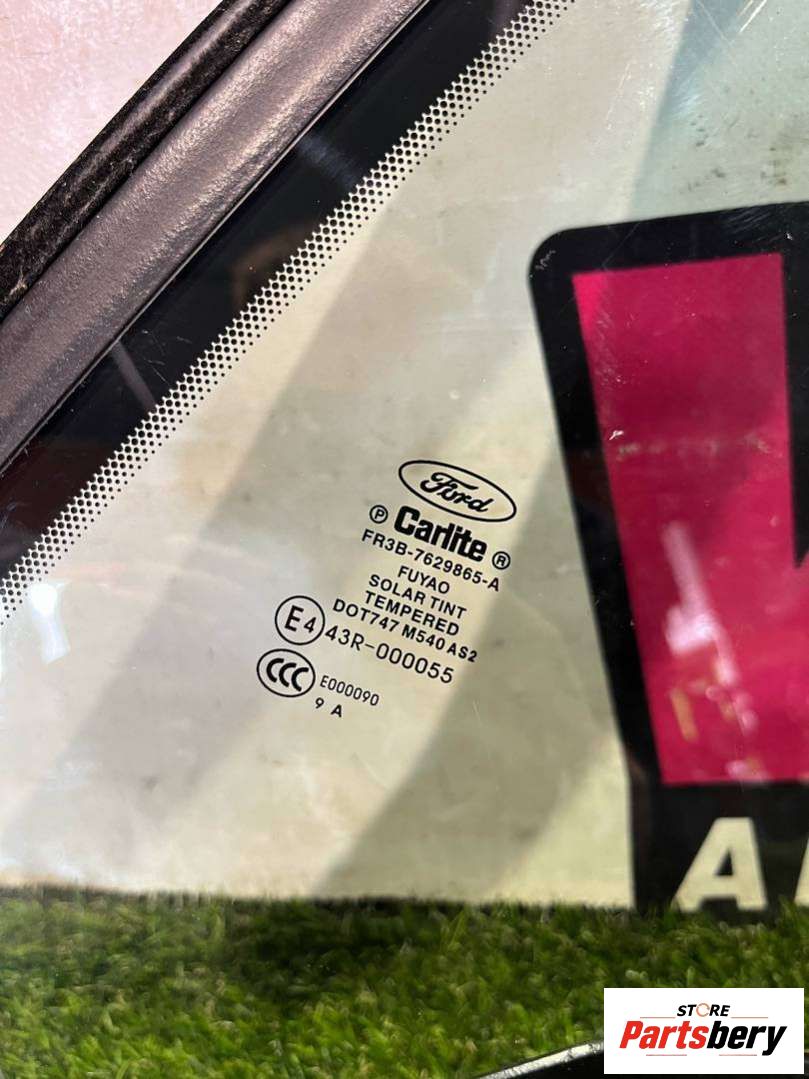 Ford
P Carlite ®
FR3B-7629865-A
FUYAO
SOLAR TINT
TEMPERED
DOT747 M540 AS2
E4 43R-000055
CCC E000090
9 A
A
STORE
Partsbery